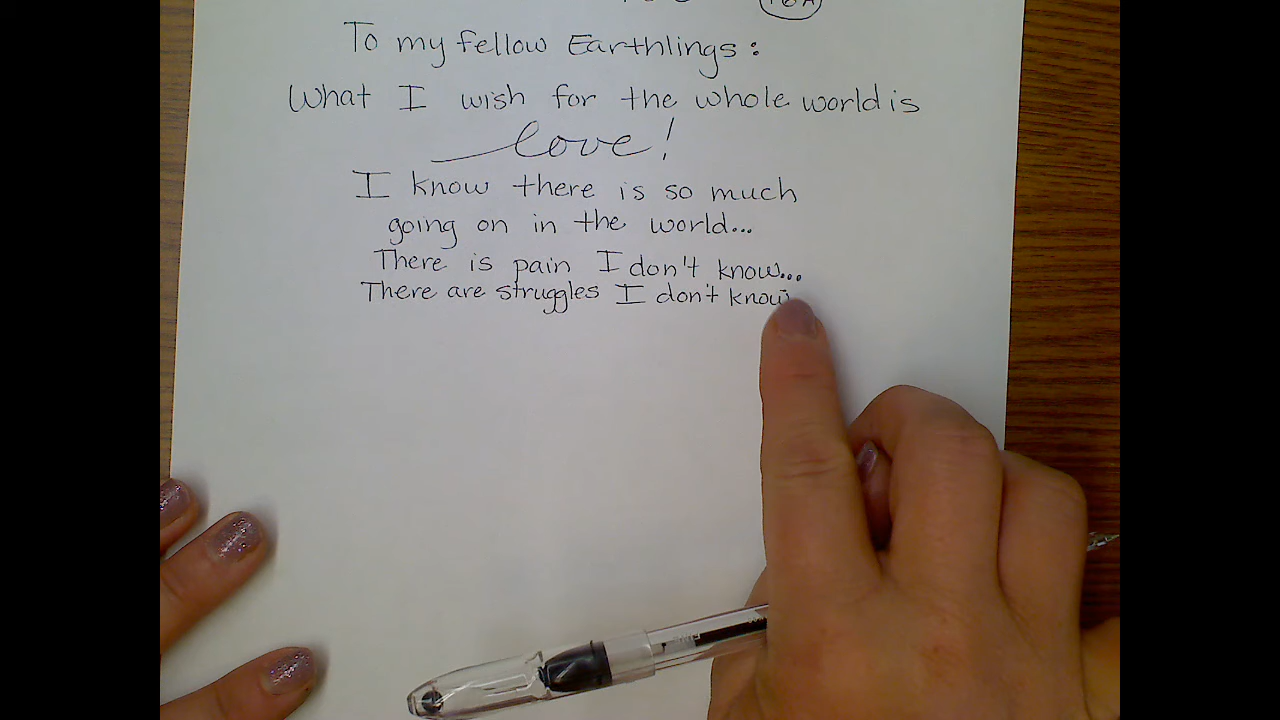 To my fellow Earthlings:
What I wish for the whole world is
love!
I know there is so much
going on in the world...
There is pain I don't know...
There are struggles I don't know